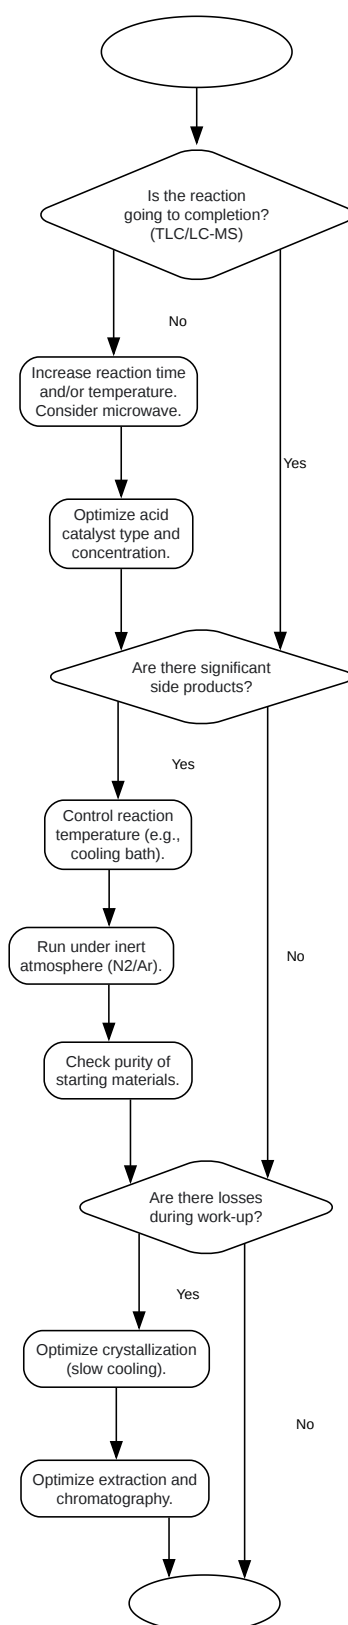 Is the reaction
going to completion?
(TLC/LC-MS)
No
Increase reaction time
and/or temperature.
Consider microwave.
Yes
Optimize acid
catalyst type and
concentration.
Are there significant
side products?
Yes
Control reaction
temperature (e.g.,
cooling bath).
Run under inert
atmosphere (N2/Ar).
No
Check purity of
starting materials.
Are there losses
during work-up?
Yes
Optimize crystallization
(slow cooling).
No
Optimize extraction and
chromatography.